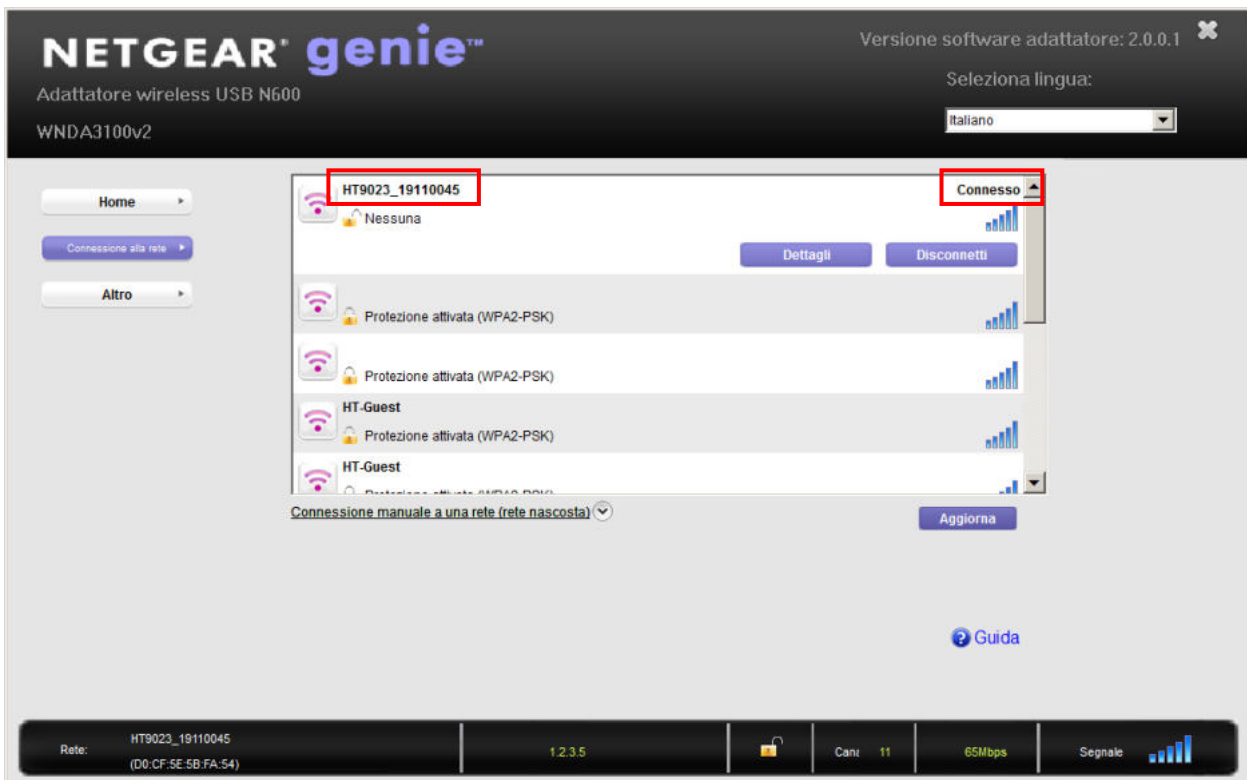 NETGEAR® genie™
Versione software adattatore: 2.0.0.1
Adattatore wireless USB N600
Seleziona lingua:
WNDA3100v2
Italiano
Home
Connessione alla rete
Altro
HT9023_19110045
Connesso
Nessuna
Dettagli
Disconnetti
Protezione attivata (WPA2-PSK)
Protezione attivata (WPA2-PSK)
HT-Guest
Protezione attivata (WPA2-PSK)
HT-Guest
Connessione manuale a una rete (rete nascosta)
Aggiorna
Guida
Rete:
HT9023_19110045
(D0:CF:5E:5B:FA:54)
1.2.3.5
Cana 11
65Mbps
Segnale